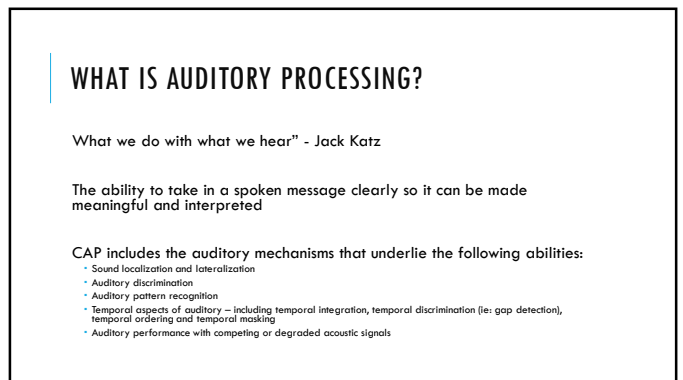 WHAT IS AUDITORY PROCESSING?
What we do with what we hear” - Jack Katz
The ability to take in a spoken message clearly so it can be made
meaningful and interpreted
CAP includes the auditory mechanisms that underlie the following abilities:
• Sound localization and lateralization
• Auditory discrimination
• Auditory pattern recognition
• Temporal aspects of auditory – including temporal integration, temporal discrimination (ie: gap detection),
temporal ordering and temporal masking
• Auditory performance with competing or degraded acoustic signals